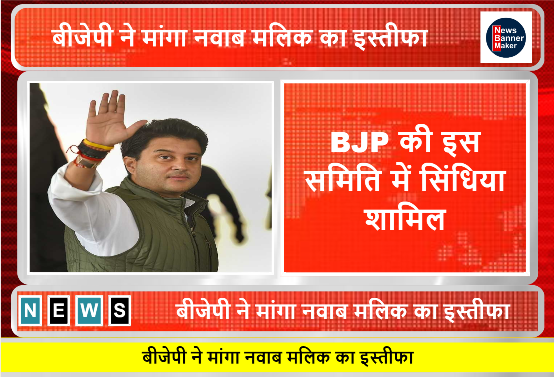 बीजेपी ने मांगा नवाब मलिक का इस्तीफा
News
Banner
Maker
BJP की इस
समिति में सिंधिया
शामिल
NEWS
बीजेपी ने मांगा नवाब मलिक का इस्तीफा
बीजेपी ने मांगा नवाब मलिक का इस्तीफा